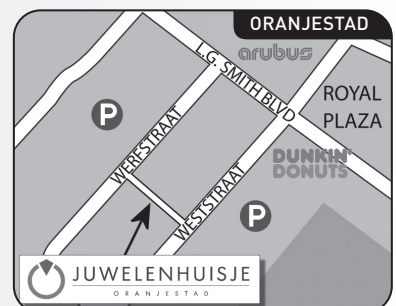 ORANJESTAD
arubus
L.G. SMITH BLVD
ROYAL
PLAZA
P
WERFSTRAAT
DUNKIN'
DONUTS
WESTSTRAAT
P
JUWELENHUISJE
ORANJESTAD